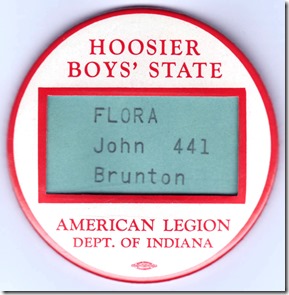 HOOSIER
BOYS' STATE
FLORA
John 441
Brunton
AMERICAN LEGION
DEPT. OF INDIANA